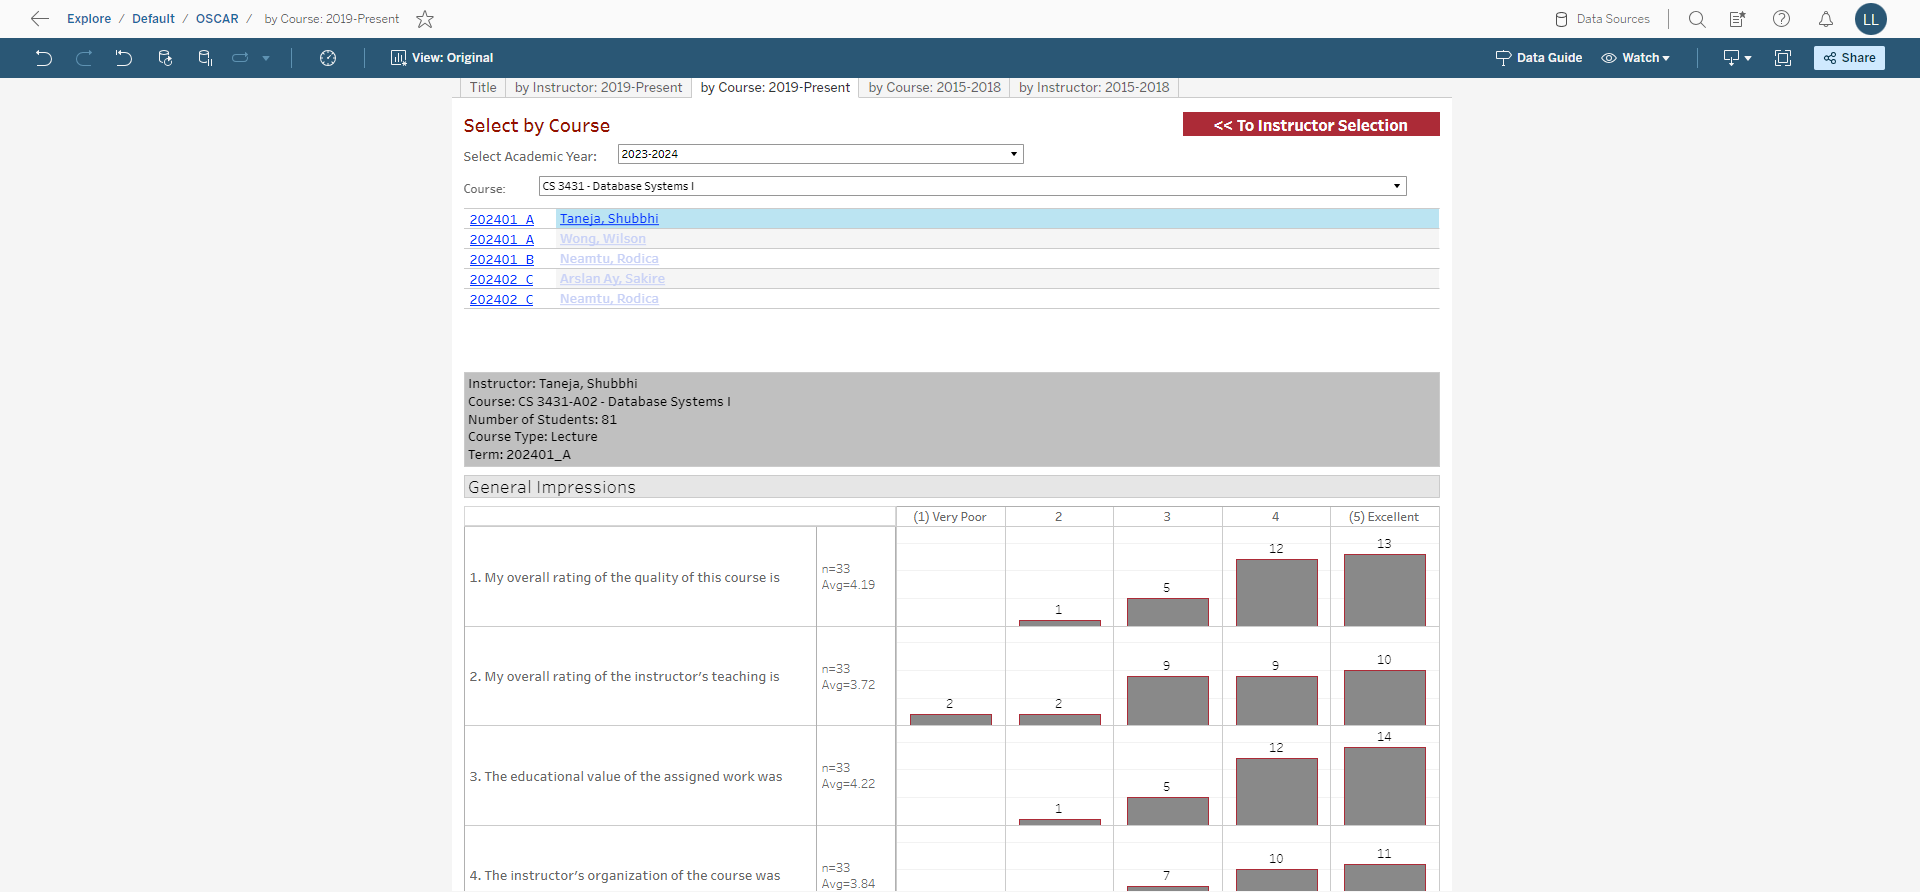 Explore / Default / OSCAR / by Course: 2019-Present
Data Sources
LL
View: Original
Data Guide
Watch
Share
Title
by Instructor: 2019-Present
by Course: 2019-Present
by Course: 2015-2018
by Instructor: 2015-2018
Select by Course
<< To Instructor Selection
Select Academic Year:
2023-2024
Course:
CS 3431 - Database Systems I
202401_A Taneja, Shubbhi
202401_A Wong, Wilson
202401_B Neamtu, Rodica
202402_C Arslan Ay, Sakire
202402_C Neamtu, Rodica
Instructor: Taneja, Shubbhi
Course: CS 3431-A02 - Database Systems I
Number of Students: 81
Course Type: Lecture
Term: 202401_A
General Impressions
(1) Very Poor 2 3 4 (5) Excellent
1. My overall rating of the quality of this course is
n=33
Avg=4.19
1 5 12 13
2. My overall rating of the instructor's teaching is
n=33
Avg=3.72
2 2 9 9 10
3. The educational value of the assigned work was
n=33
Avg=4.22
1 5 12 14
4. The instructor's organization of the course was
n=33
Avg=3.84
7 10 11